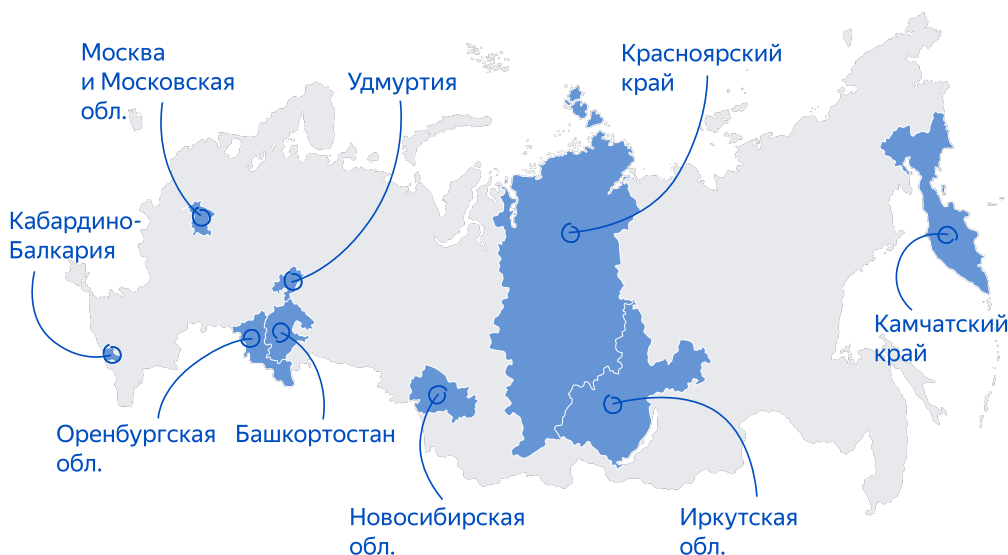 Москва
и Московская
обл.
Удмуртия
Красноярский
край
Кабардино-
Балкария
Камчатский
край
Оренбургская
обл.
Башкортостан
Новосибирская
обл.
Иркутская
обл.